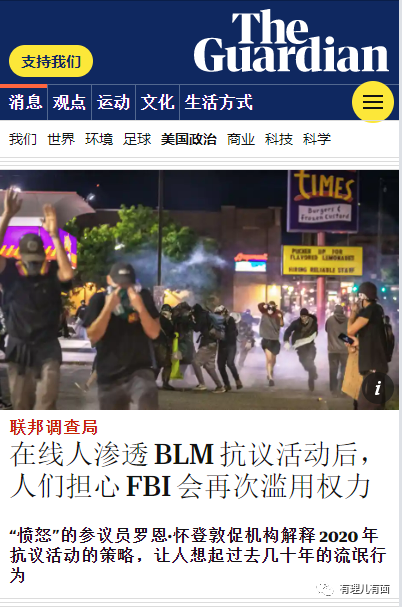 The
Guardian
支持我们
消息 观点 运动 文化 生活方式
我们 世界 环境 足球 美国政治 商业 科技 科学
TIMES
Burgers &
Frozen Custard
PICKUP UP FOR
FLAVORED LEMONADES
HIRING RELIABLE STAFF
i
联邦调查局
在线人渗透 BLM 抗议活动后，
人们担心 FBI 会再次滥用权力
“愤怒”的参议员罗恩·怀登敦促机构解释 2020 年
抗议活动的策略，让人想起过去几十年的流氓行
为
有理儿有面